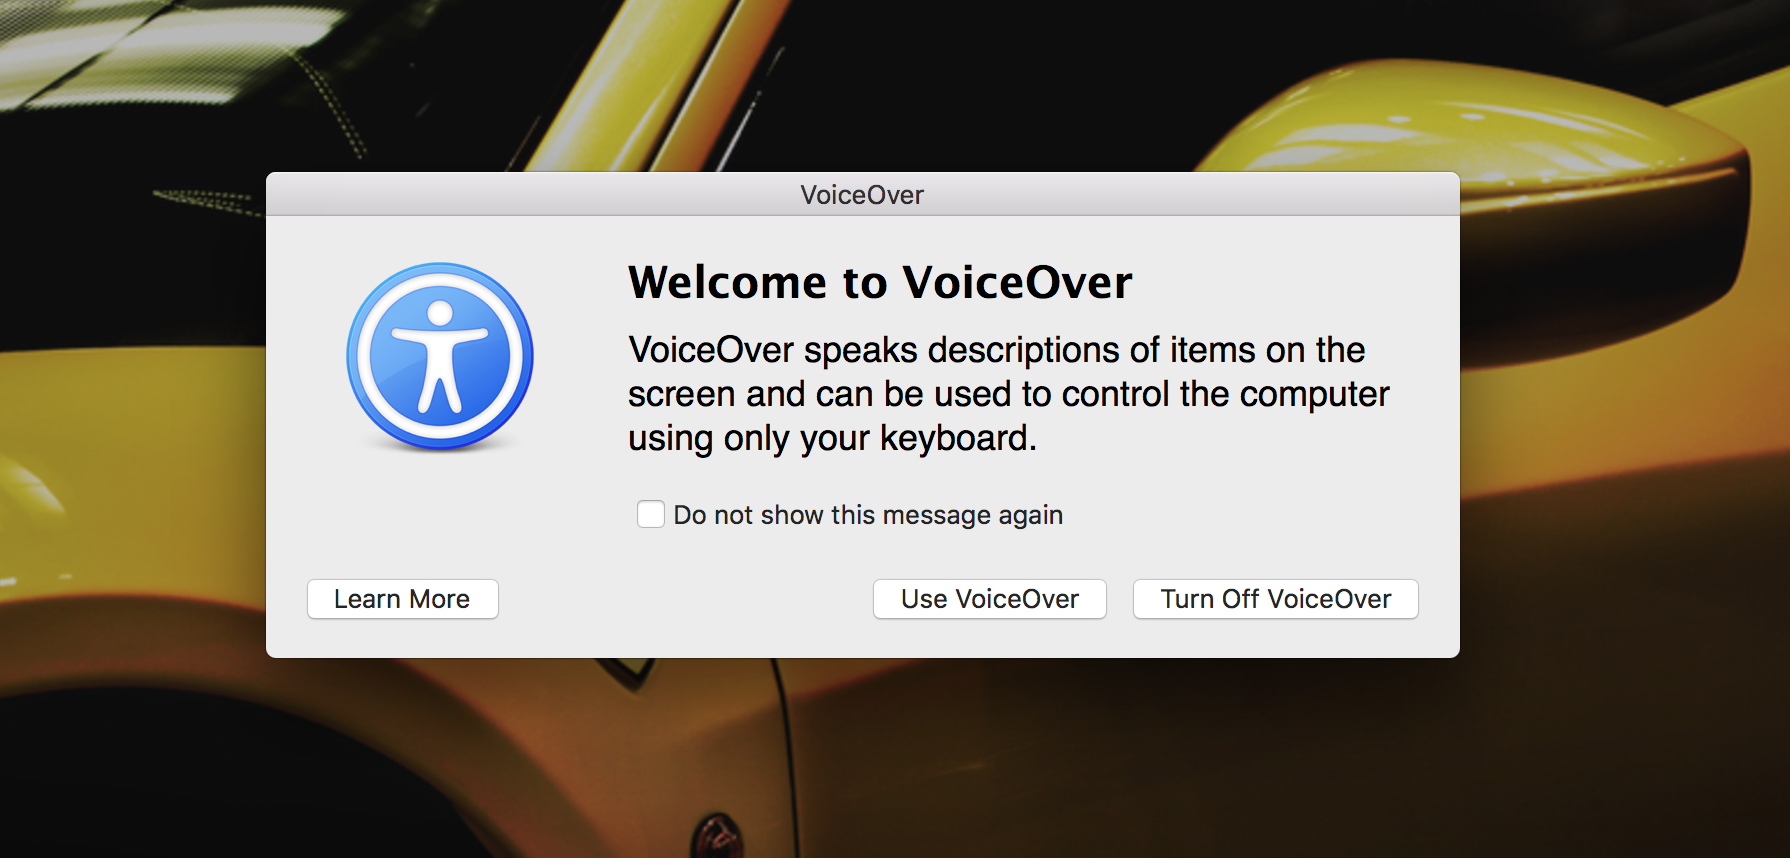 VoiceOver
Welcome to VoiceOver
VoiceOver speaks descriptions of items on the
screen and can be used to control the computer
using only your keyboard.
Do not show this message again
Learn More
Use VoiceOver
Turn Off VoiceOver